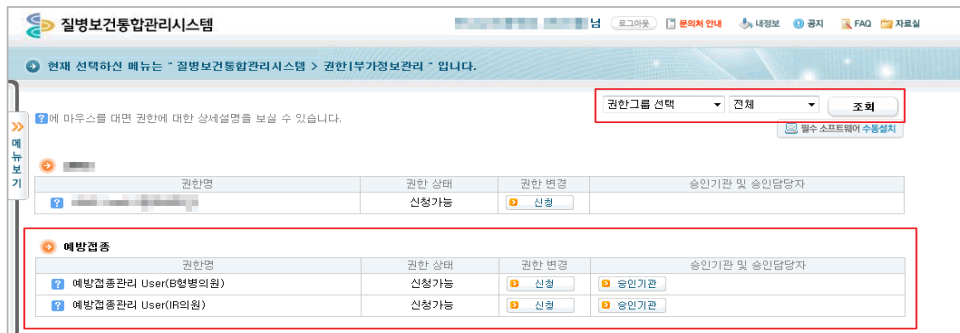 질병보건통합관리시스템
님 로그아웃 문의처 안내 내정보 공지 FAQ 자료실
현재 선택하신 메뉴는 " 질병보건통합관리시스템 > 권한|부가정보관리 " 입니다.
권한그룹 선택 전체 조회
?에 마우스를 대면 권한에 대한 상세설명을 보실 수 있습니다.
필수 소프트웨어 수동설치
메뉴보기
권한명 권한 상태 권한 변경 승인기관 및 승인담당자
? 신청가능 신청
예방접종
권한명 권한 상태 권한 변경 승인기관 및 승인담당자
? 예방접종관리 User(B형병의원) 신청가능 신청 승인기관
? 예방접종관리 User(IR의원) 신청가능 신청 승인기관